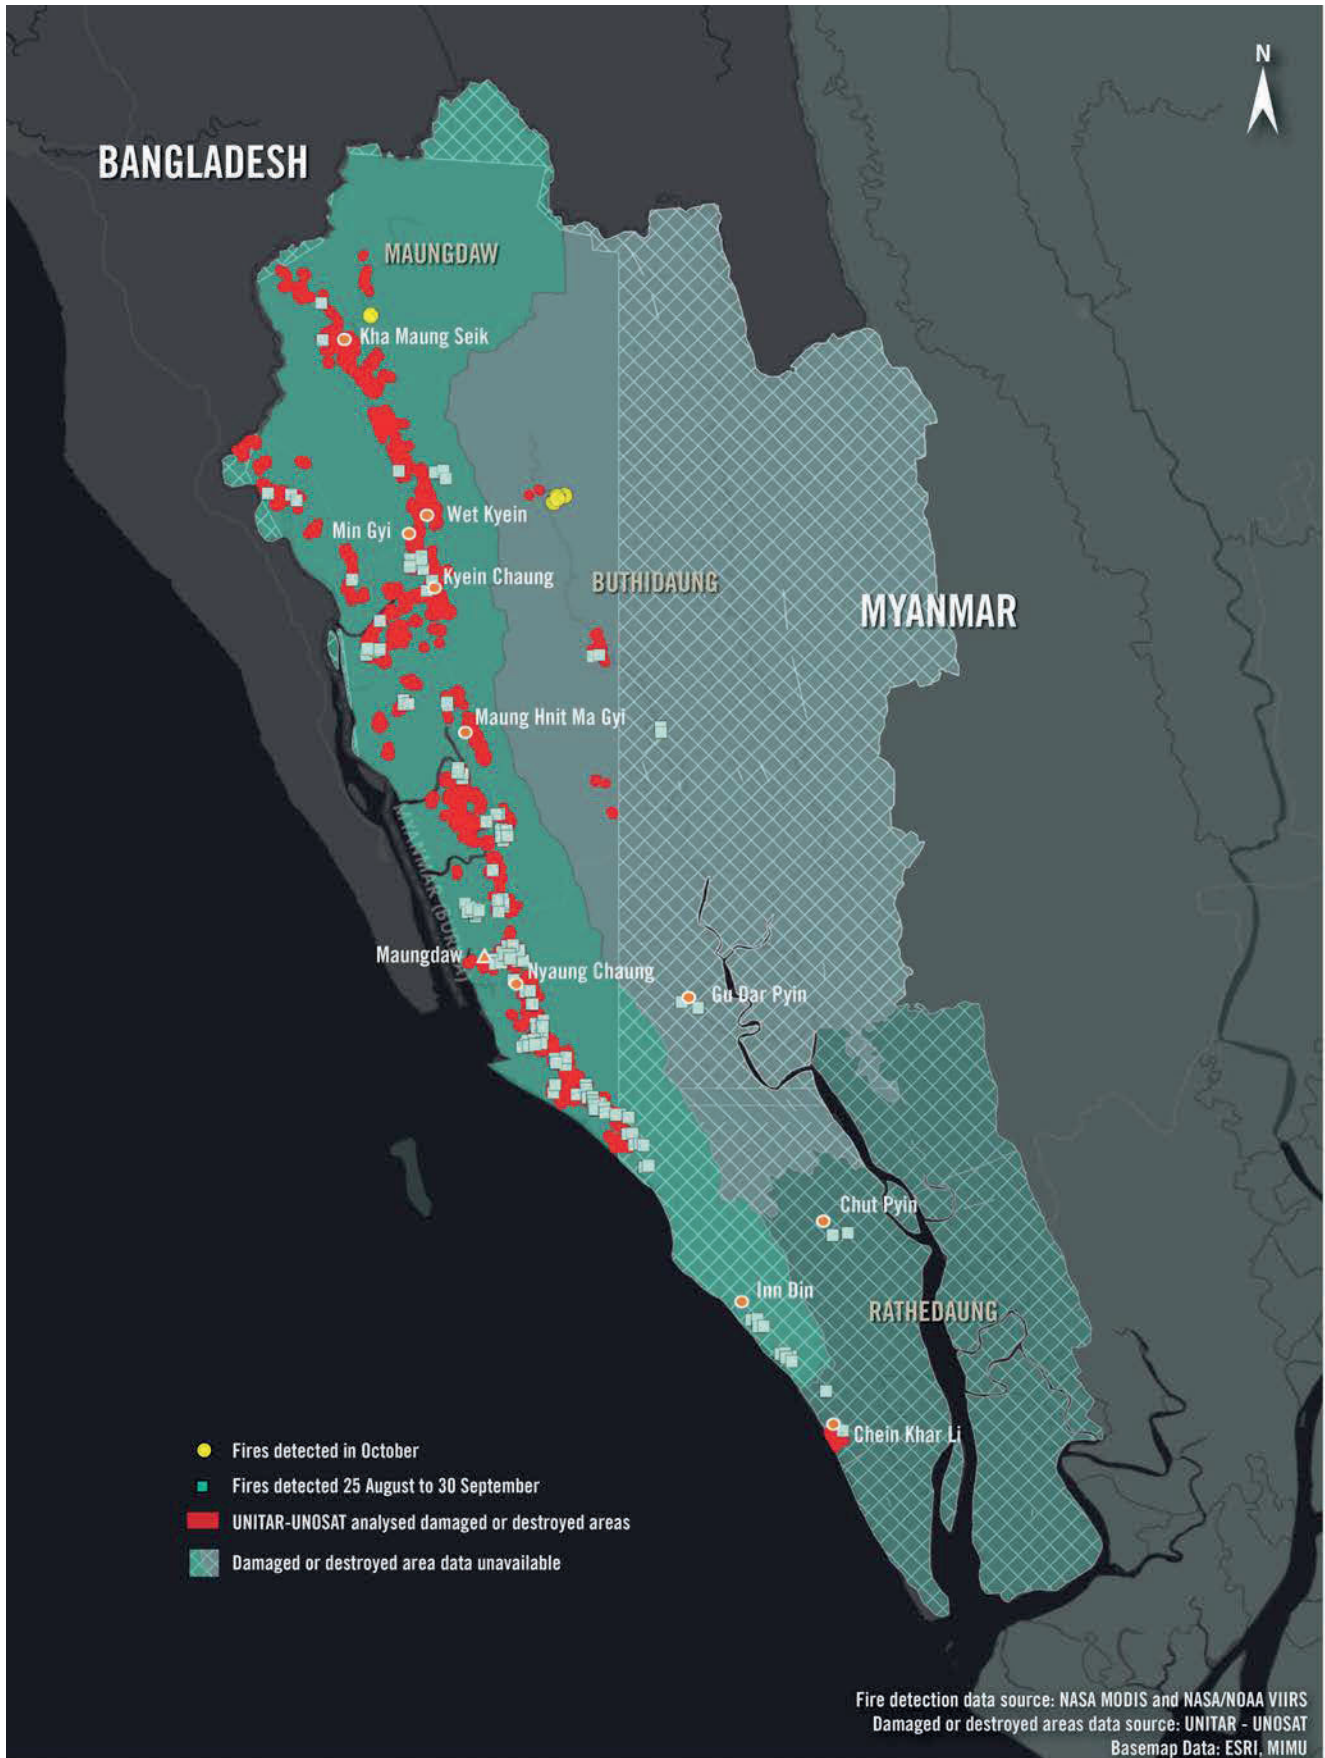 N
BANGLADESH
MAUNGDAW
Kha Maung Seik
Wet Kyein
Min Gyi
Kyein Chaung
BUTHIDAUNG
MYANMAR
Maung Hnit Ma Gyi
MYANMAR (BURMA)
Maungdaw
Nyaung Chaung
Gu Dar Pyin
Chut Pyin
Inn Din
RATHEDAUNG
Chein Khar Li
Fires detected in October
Fires detected 25 August to 30 September
UNITAR-UNOSAT analysed damaged or destroyed areas
Damaged or destroyed area data unavailable
Fire detection data source: NASA MODIS and NASA/NOAA VIIRS
Damaged or destroyed areas data source: UNITAR - UNOSAT
Basemap Data: ESRI, MIMU